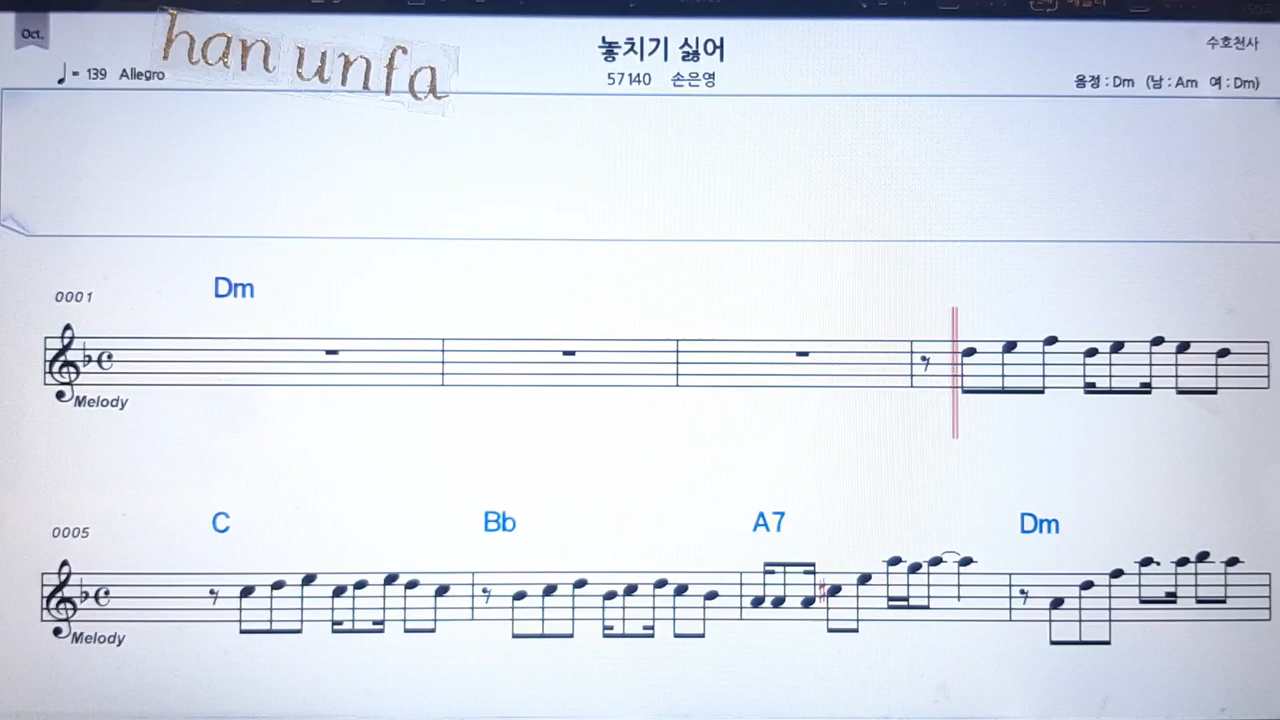 Oct.
han unfa
놓치기 싫어
수호천사
♩= 139 Allegro
57140 손은영
음정 : Dm (남 : Am 여 : Dm)
0001
Dm
Melody
0005
C Bb A7 Dm
Melody